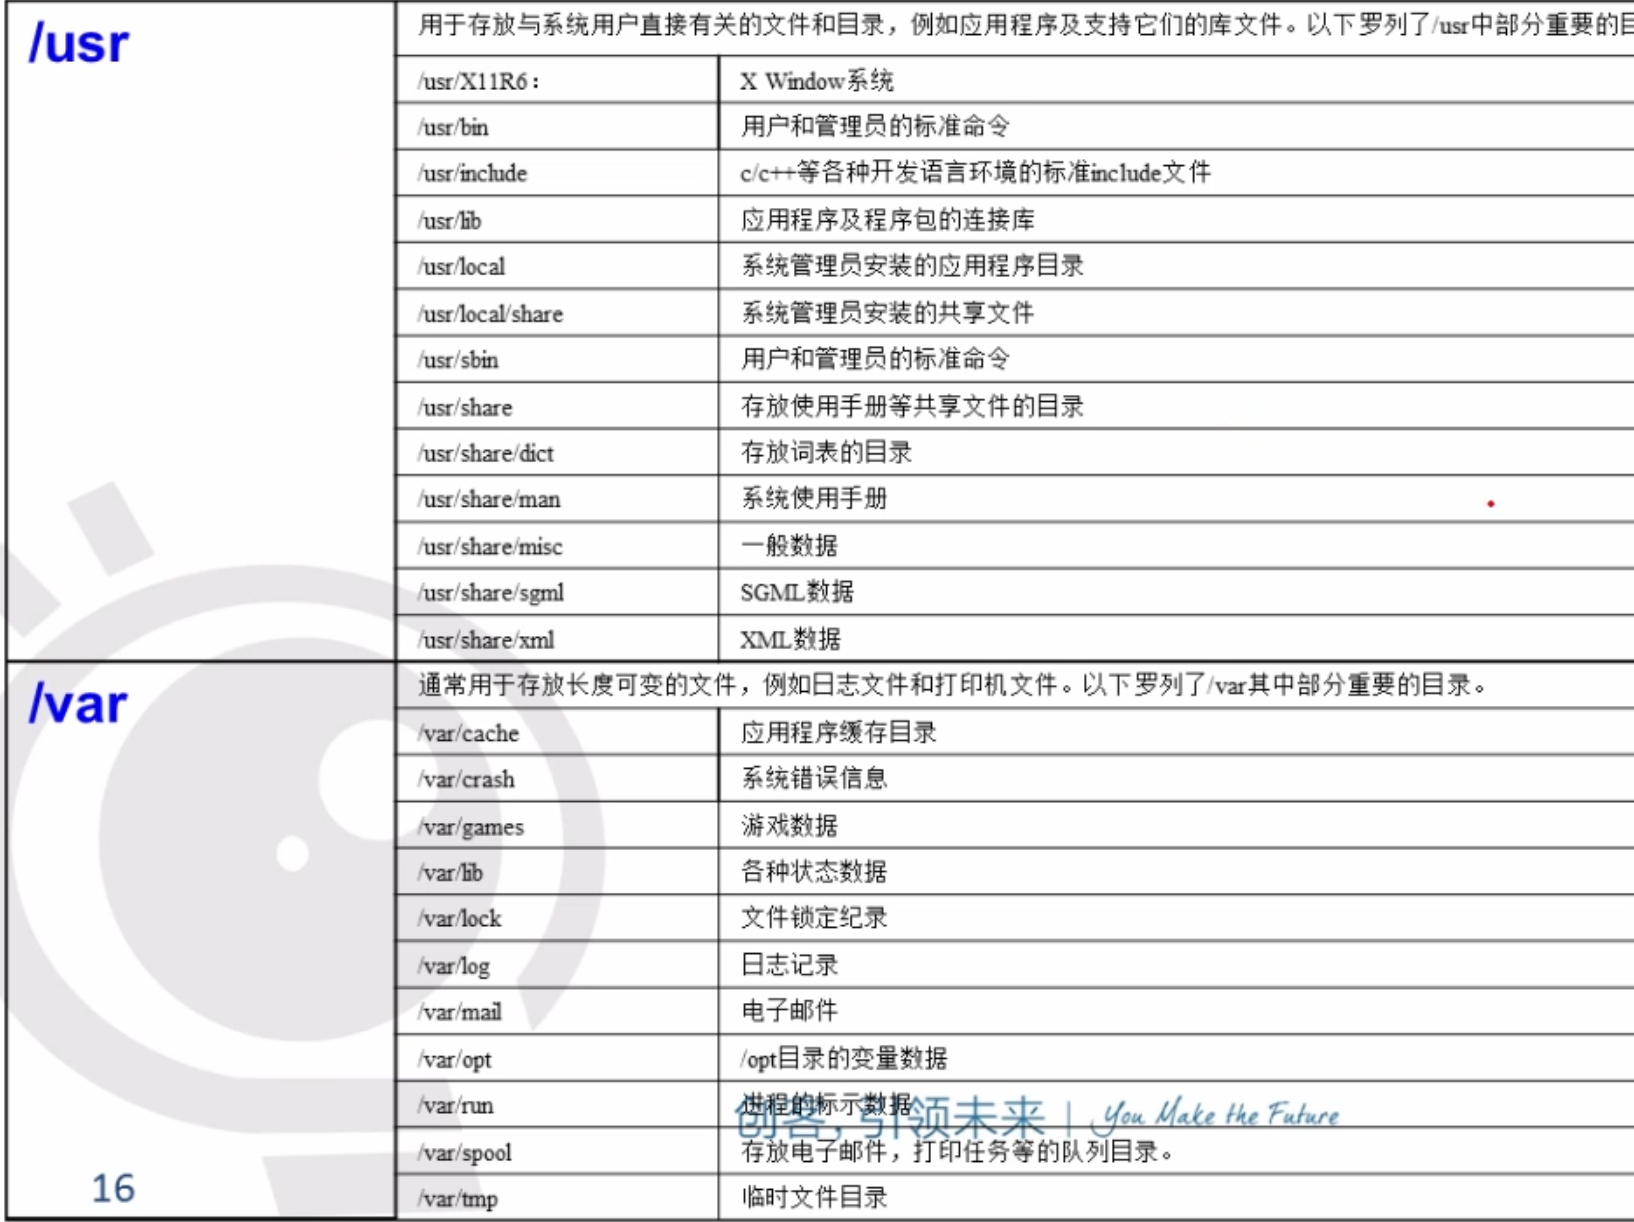 /usr
用于存放与系统用户直接有关的文件和目录，例如应用程序及支持它们的库文件。以下罗列了/usr中部分重要的目
/usr/X11R6： X Window系统
/usr/bin 用户和管理员的标准命令
/usr/include c/c++等各种开发语言环境的标准include文件
/usr/lib 应用程序及程序包的连接库
/usr/local 系统管理员安装的应用程序目录
/usr/local/share 系统管理员安装的共享文件
/usr/sbin 用户和管理员的标准命令
/usr/share 存放使用手册等共享文件的目录
/usr/share/dict 存放词表的目录
/usr/share/man 系统使用手册
/usr/share/misc 一般数据
/usr/share/sgml SGML数据
/usr/share/xml XML数据
/var
通常用于存放长度可变的文件，例如日志文件和打印机文件。以下罗列了/var其中部分重要的目录。
/var/cache 应用程序缓存目录
/var/crash 系统错误信息
/var/games 游戏数据
/var/lib 各种状态数据
/var/lock 文件锁定纪录
/var/log 日志记录
/var/mail 电子邮件
/var/opt /opt目录的变量数据
/var/run 进程的标示数据
创客，引领未来 | You Make the Future
/var/spool 存放电子邮件，打印任务等的队列目录。
/var/tmp 临时文件目录
16